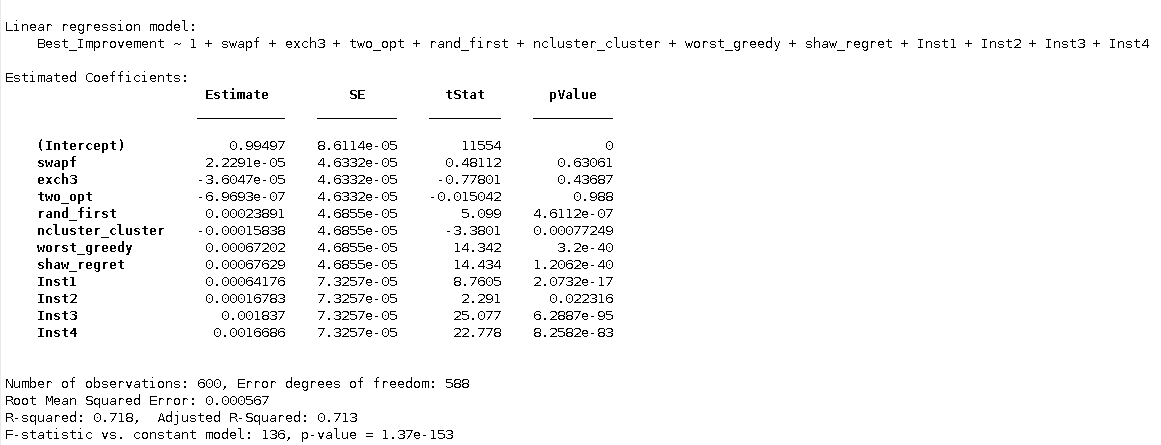 Linear regression model:
Best_Improvement ~ 1 + swapf + exch3 + two_opt + rand_first + ncluster_cluster + worst_greedy + shaw_regret + Inst1 + Inst2 + Inst3 + Inst4
Estimated Coefficients:
Estimate SE tStat pValue
(Intercept) 0.99497 8.6114e-05 11554 0
swapf 2.2291e-05 4.6332e-05 0.48112 0.63061
exch3 -3.6047e-05 4.6332e-05 -0.77801 0.43687
two_opt -6.9693e-07 4.6332e-05 -0.015042 0.988
rand_first 0.00023891 4.6855e-05 5.099 4.6112e-07
ncluster_cluster -0.00015838 4.6855e-05 -3.3801 0.00077249
worst_greedy 0.00067202 4.6855e-05 14.342 3.2e-40
shaw_regret 0.00067629 4.6855e-05 14.434 1.2062e-40
Inst1 0.00064176 7.3257e-05 8.7605 2.0732e-17
Inst2 0.00016783 7.3257e-05 2.291 0.022316
Inst3 0.001837 7.3257e-05 25.077 6.2887e-95
Inst4 0.0016686 7.3257e-05 22.778 8.2582e-83
Number of observations: 600, Error degrees of freedom: 588
Root Mean Squared Error: 0.000567
R-squared: 0.718, Adjusted R-Squared: 0.713
F-statistic vs. constant model: 136, p-value = 1.37e-153